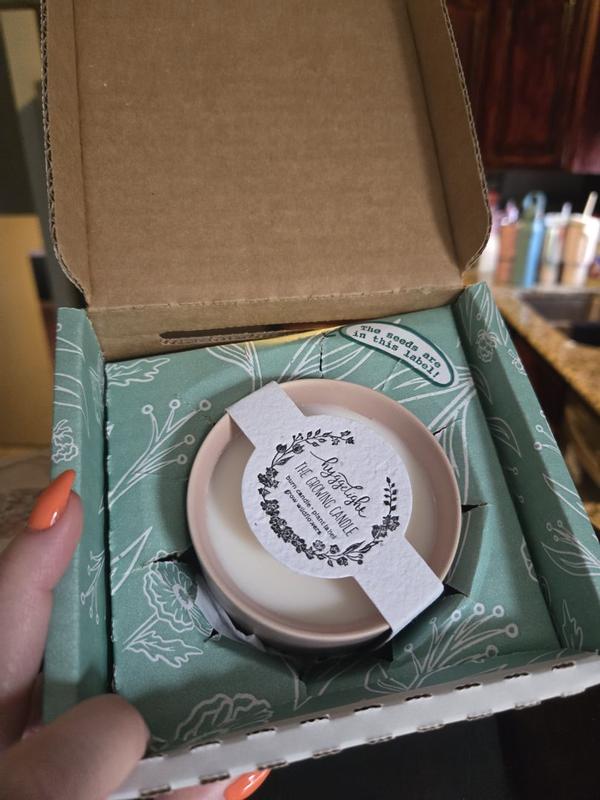 The seeds are
in this label!
hyggelight
THE GROWING CANDLE
burn candle · plant label
grow wildflowers